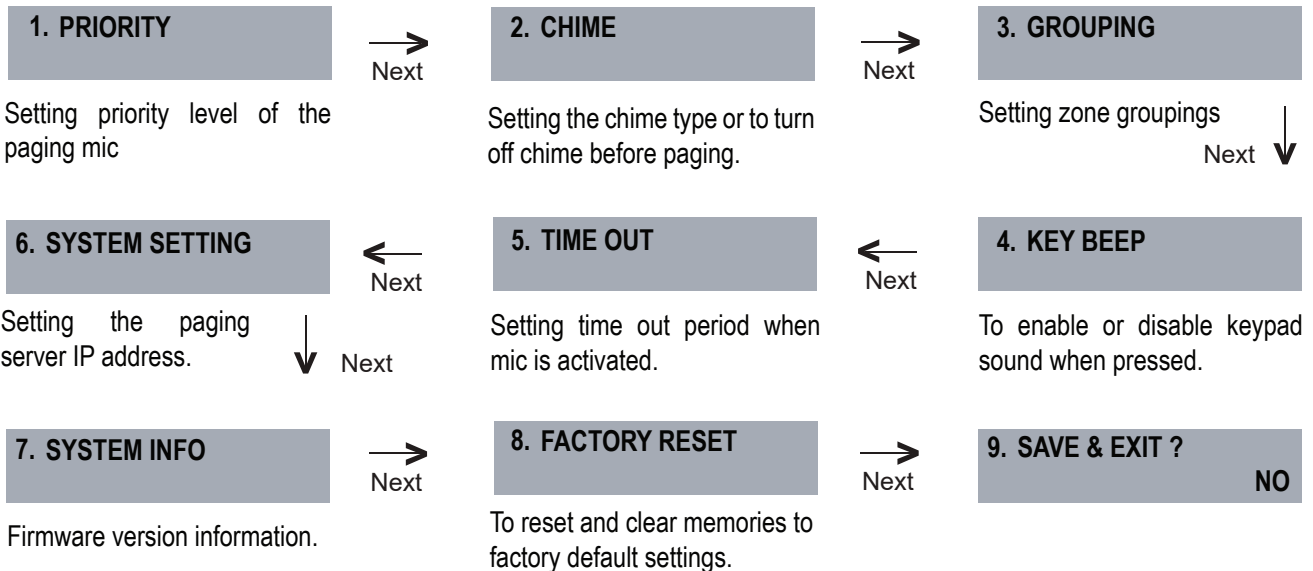 1. PRIORITY
Next
2. CHIME
Next
3. GROUPING
Setting priority level of the
paging mic
Setting the chime type or to turn
off chime before paging.
Setting zone groupings
Next
4. KEY BEEP
Next
5. TIME OUT
Next
6. SYSTEM SETTING
To enable or disable keypad
sound when pressed.
Setting time out period when
mic is activated.
Setting the paging
server IP address.
Next
7. SYSTEM INFO
Next
8. FACTORY RESET
Next
9. SAVE & EXIT ?
NO
Firmware version information.
To reset and clear memories to
factory default settings.